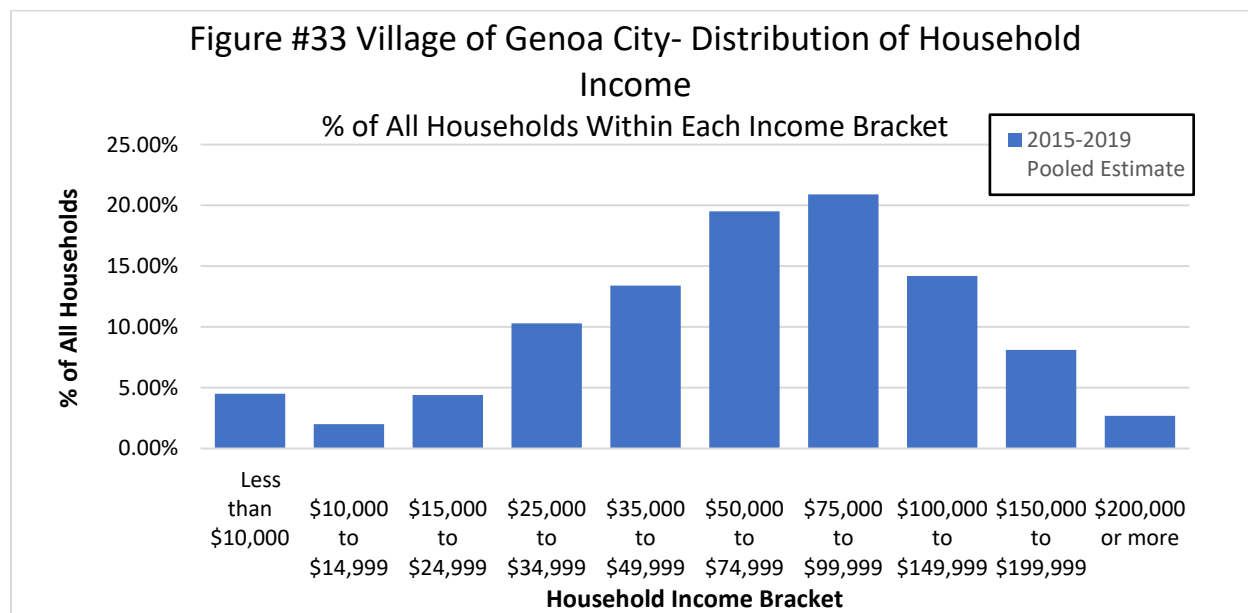 Figure #33 Village of Genoa City- Distribution of Household
Income
% of All Households Within Each Income Bracket
2015-2019
Pooled Estimate
% of All Households
25.00%
20.00%
15.00%
10.00%
5.00%
0.00%
Less
than
$10,000
$10,000
to
$14,999
$15,000
to
$24,999
$25,000
to
$34,999
$35,000
to
$49,999
$50,000
to
$74,999
$75,000
to
$99,999
$100,000
to
$149,999
$150,000
to
$199,999
$200,000
or more
Household Income Bracket